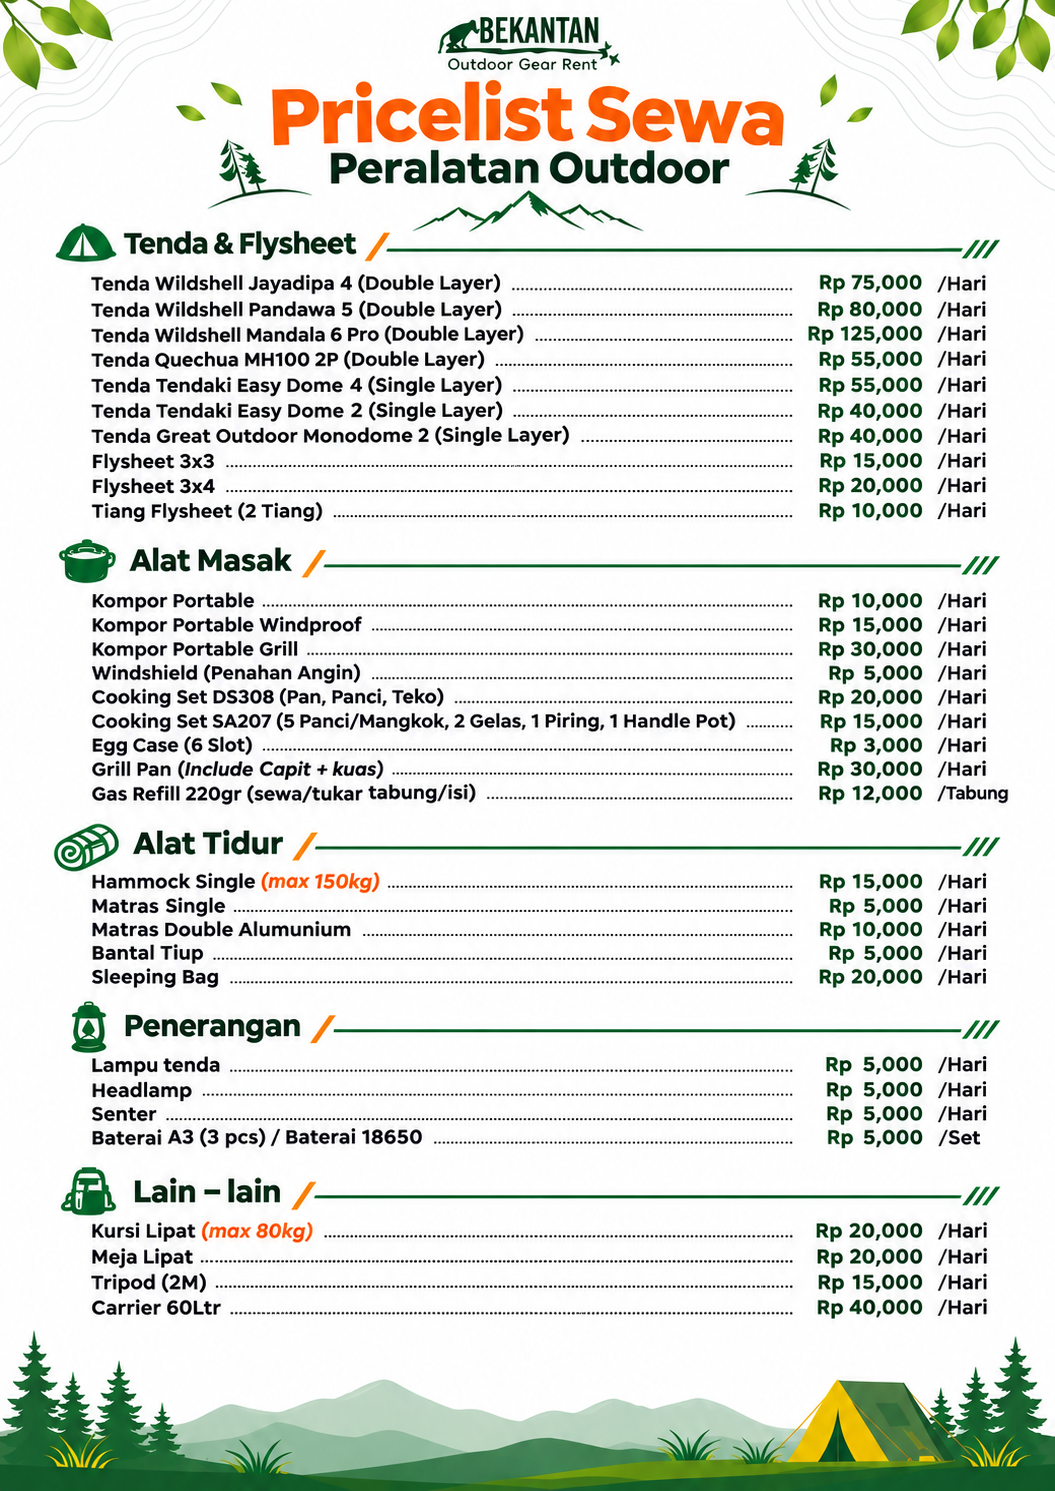 BEKANTAN
Outdoor Gear Rent
Pricelist Sewa
Peralatan Outdoor
Tenda & Flysheet
Tenda Wildshell Jayadipa 4 (Double Layer) Rp 75,000 /Hari
Tenda Wildshell Pandawa 5 (Double Layer) Rp 80,000 /Hari
Tenda Wildshell Mandala 6 Pro (Double Layer) Rp 125,000 /Hari
Tenda Quechua MH100 2P (Double Layer) Rp 55,000 /Hari
Tenda Tendaki Easy Dome 4 (Single Layer) Rp 55,000 /Hari
Tenda Tendaki Easy Dome 2 (Single Layer) Rp 40,000 /Hari
Tenda Great Outdoor Monodome 2 (Single Layer) Rp 40,000 /Hari
Flysheet 3x3 Rp 15,000 /Hari
Flysheet 3x4 Rp 20,000 /Hari
Tiang Flysheet (2 Tiang) Rp 10,000 /Hari
Alat Masak
Kompor Portable Rp 10,000 /Hari
Kompor Portable Windproof Rp 15,000 /Hari
Kompor Portable Grill Rp 30,000 /Hari
Windshield (Penahan Angin) Rp 5,000 /Hari
Cooking Set DS308 (Pan, Panci, Teko) Rp 20,000 /Hari
Cooking Set SA207 (5 Panci/Mangkok, 2 Gelas, 1 Piring, 1 Handle Pot) Rp 15,000 /Hari
Egg Case (6 Slot) Rp 3,000 /Hari
Grill Pan (Include Capit + kuas) Rp 30,000 /Hari
Gas Refill 220gr (sewa/tukar tabung/isi) Rp 12,000 /Tabung
Alat Tidur
Hammock Single (max 150kg) Rp 15,000 /Hari
Matras Single Rp 5,000 /Hari
Matras Double Alumunium Rp 10,000 /Hari
Bantal Tiup Rp 5,000 /Hari
Sleeping Bag Rp 20,000 /Hari
Penerangan
Lampu tenda Rp 5,000 /Hari
Headlamp Rp 5,000 /Hari
Senter Rp 5,000 /Hari
Baterai A3 (3 pcs) / Baterai 18650 Rp 5,000 /Set
Lain – lain
Kursi Lipat (max 80kg) Rp 20,000 /Hari
Meja Lipat Rp 20,000 /Hari
Tripod (2M) Rp 15,000 /Hari
Carrier 60Ltr Rp 40,000 /Hari